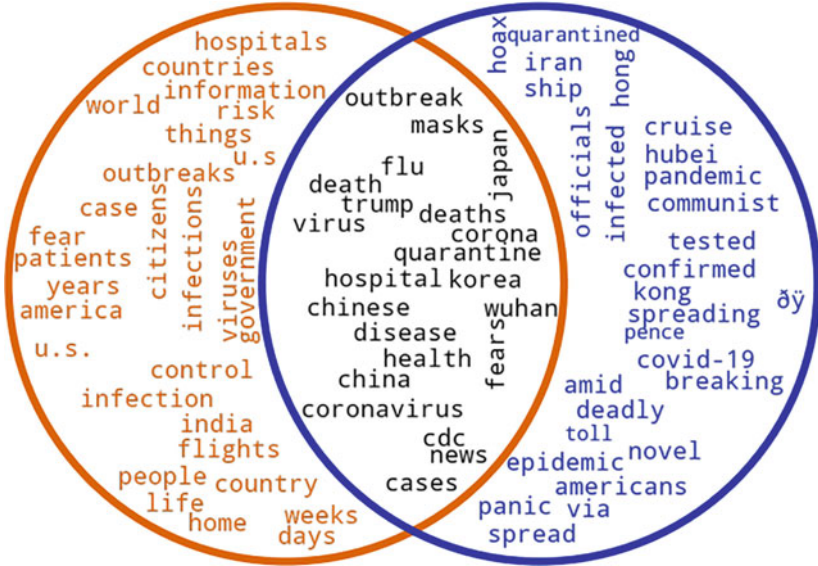 hospitals
countries
information
world
risk
things
u.s
outbreaks
citizens
infections
case
government
viruses
fear
patients
years
america
u.s.
control
infection
india
flights
people
country
life
home
weeks
days
outbreak
masks
japan
flu
death
trump
deaths
virus
corona
quarantine
hospital
korea
chinese
wuhan
disease
fears
health
china
coronavirus
cdc
news
cases
hoax
quarantined
iran
hong
ship
officials
infected
cruise
hubei
pandemic
communist
tested
confirmed
kong
ðÿ
spreading
pence
covid-19
breaking
amid
deadly
toll
novel
epidemic
americans
panic
via
spread